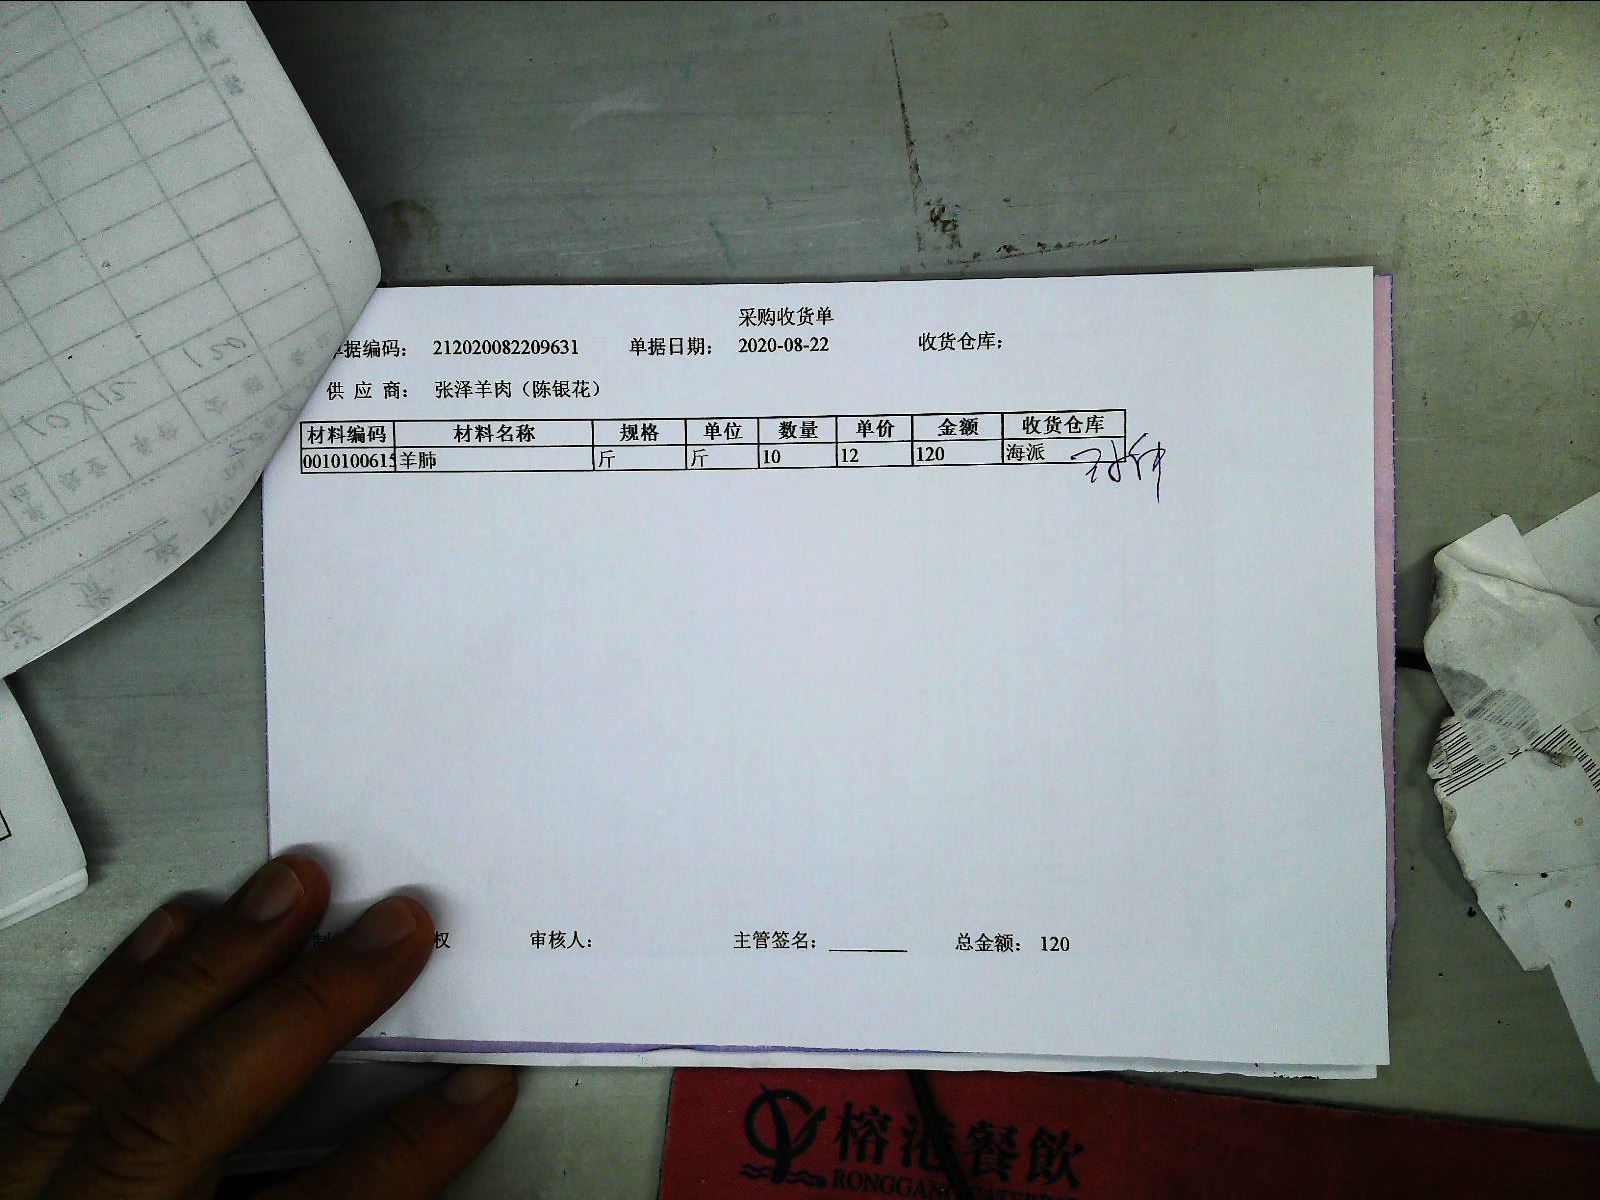 采购收货单
据编码： 212020082209631 单据日期： 2020-08-22 收货仓库：
供 应 商： 张泽羊肉（陈银花）
材料编码 材料名称 规格 单位 数量 单价 金额 收货仓库
0010100615 羊肺 斤 斤 10 12 120 海派
权 审核人： 主管签名： 总金额： 120
榕港餐飲
RONGGANG